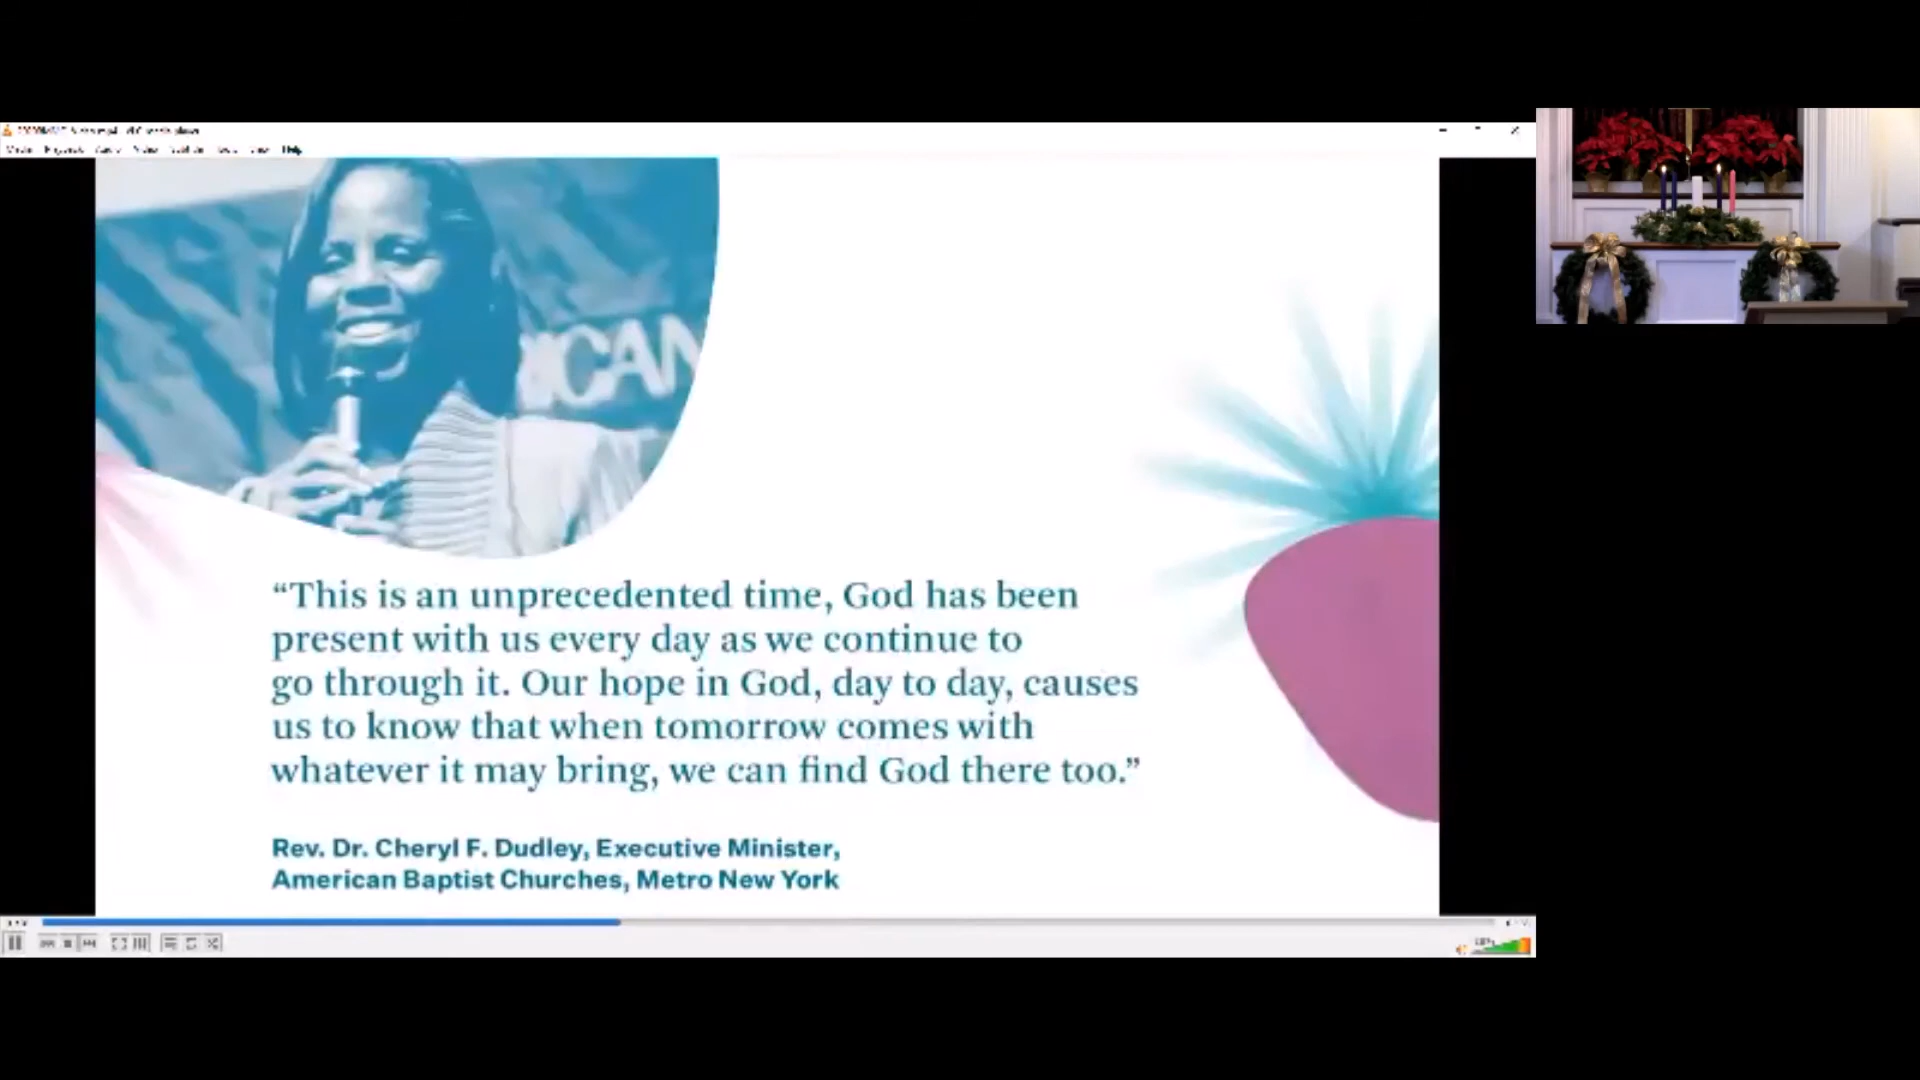 Help
ICAN
“This is an unprecedented time, God has been
present with us every day as we continue to
go through it. Our hope in God, day to day, causes
us to know that when tomorrow comes with
whatever it may bring, we can find God there too.”
Rev. Dr. Cheryl F. Dudley, Executive Minister,
American Baptist Churches, Metro New York